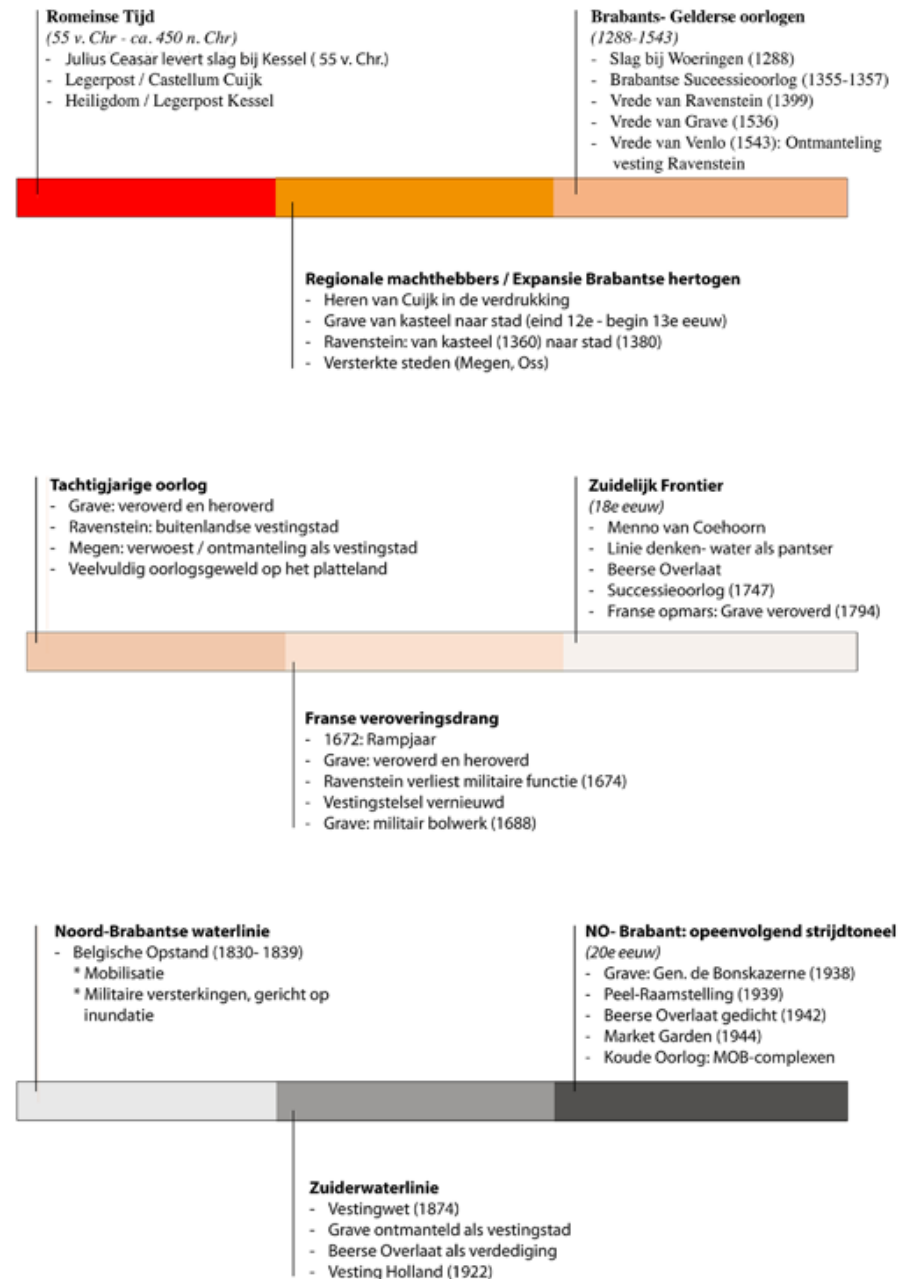 Romeinse Tijd
(55 v. Chr - ca. 450 n. Chr)
- Julius Ceasar levert slag bij Kessel ( 55 v. Chr.)
- Legerpost / Castellum Cuijk
- Heiligdom / Legerpost Kessel
Brabants- Gelderse oorlogen
(1288-1543)
- Slag bij Woeringen (1288)
- Brabantse Suceessieoorlog (1355-1357)
- Vrede van Ravenstein (1399)
- Vrede van Grave (1536)
- Vrede van Venlo (1543): Ontmanteling
vesting Ravenstein
Regionale machthebbers / Expansie Brabantse hertogen
- Heren van Cuijk in de verdrukking
- Grave van kasteel naar stad (eind 12e - begin 13e eeuw)
- Ravenstein: van kasteel (1360) naar stad (1380)
- Versterkte steden (Megen, Oss)
Tachtigjarige oorlog
- Grave: veroverd en heroverd
- Ravenstein: buitenlandse vestingstad
- Megen: verwoest / ontmanteling als vestingstad
- Veelvuldig oorlogsgeweld op het platteland
Zuidelijk Frontier
(18e eeuw)
- Menno van Coehoorn
- Linie denken- water als pantser
- Beerse Overlaat
- Successieoorlog (1747)
- Franse opmars: Grave veroverd (1794)
Franse veroveringsdrang
- 1672: Rampjaar
- Grave: veroverd en heroverd
- Ravenstein verliest militaire functie (1674)
- Vestingstelsel vernieuwd
- Grave: militair bolwerk (1688)
Noord-Brabantse waterlinie
- Belgische Opstand (1830- 1839)
* Mobilisatie
* Militaire versterkingen, gericht op
inundatie
NO- Brabant: opeenvolgend strijdtoneel
(20e eeuw)
- Grave: Gen. de Bonskazerne (1938)
- Peel-Raamstelling (1939)
- Beerse Overlaat gedicht (1942)
- Market Garden (1944)
- Koude Oorlog: MOB-complexen
Zuiderwaterlinie
- Vestingwet (1874)
- Grave ontmanteld als vestingstad
- Beerse Overlaat als verdediging
- Vesting Holland (1922)